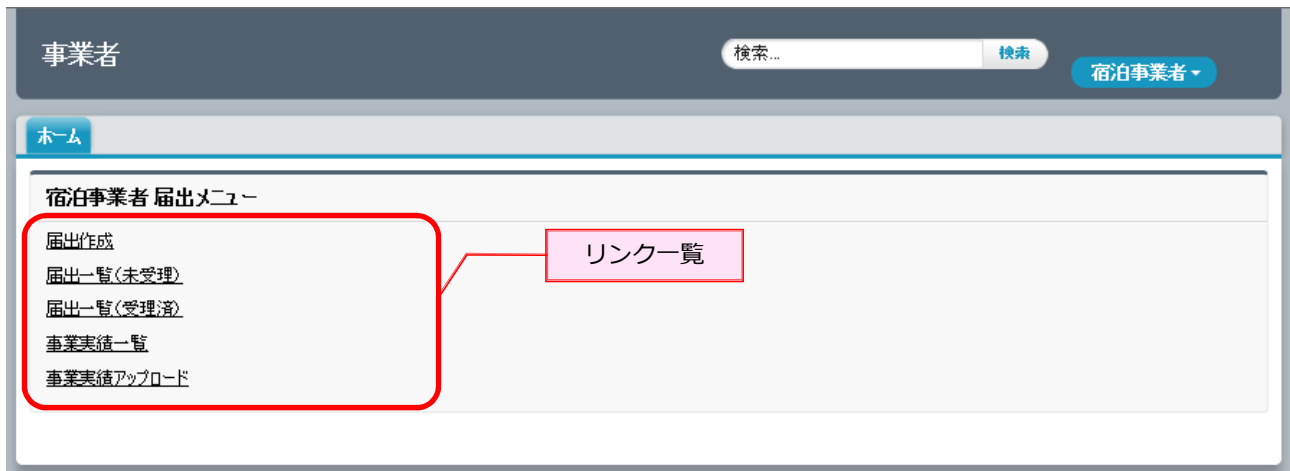 事業者
検索...
検索
宿泊事業者
ホーム
宿泊事業者 届出メニュー
届出作成
届出一覧(未受理)
リンク一覧
届出一覧(受理済)
事業実績一覧
事業実績アップロード